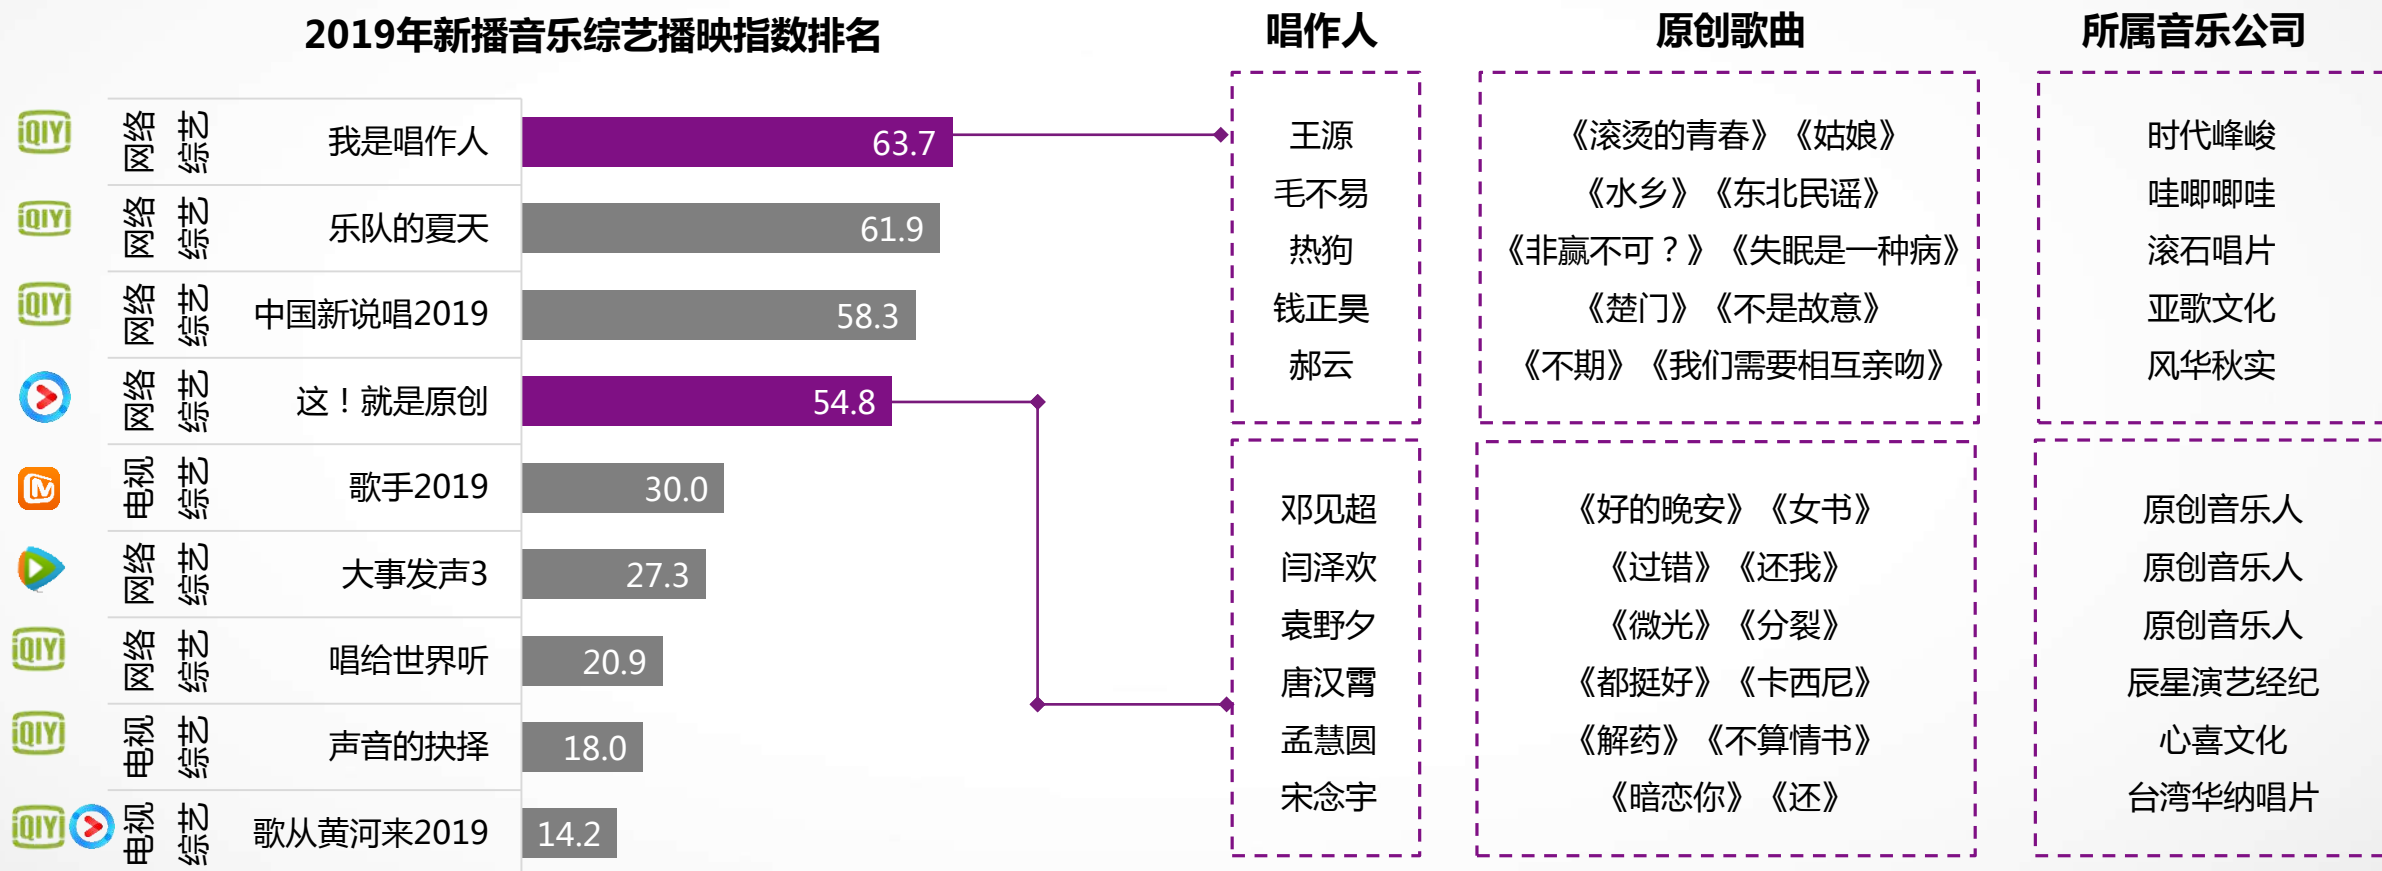 2019年新播音乐综艺播映指数排名
iQIYI 网络综艺 我是唱作人 63.7
iQIYI 网络综艺 乐队的夏天 61.9
iQIYI 网络综艺 中国新说唱2019 58.3
网络综艺 这！就是原创 54.8
电视综艺 歌手2019 30.0
网络综艺 大事发声3 27.3
iQIYI 网络综艺 唱给世界听 20.9
iQIYI 电视综艺 声音的抉择 18.0
iQIYI 电视综艺 歌从黄河来2019 14.2
唱作人 原创歌曲 所属音乐公司
王源 《滚烫的青春》《姑娘》 时代峰峻
毛不易 《水乡》《东北民谣》 哇唧唧哇
热狗 《非赢不可？》《失眠是一种病》 滚石唱片
钱正昊 《楚门》《不是故意》 亚歌文化
郝云 《不期》《我们需要相互亲吻》 风华秋实
邓见超 《好的晚安》《女书》 原创音乐人
闫泽欢 《过错》《还我》 原创音乐人
袁野夕 《微光》《分裂》 原创音乐人
唐汉霄 《都挺好》《卡西尼》 辰星演艺经纪
孟慧圆 《解药》《不算情书》 心喜文化
宋念宇 《暗恋你》《还》 台湾华纳唱片